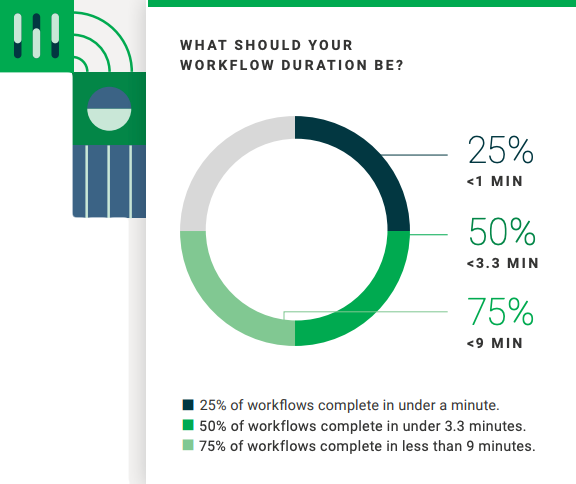 WHAT SHOULD YOUR
WORKFLOW DURATION BE?
25%
<1 MIN
50%
<3.3 MIN
75%
<9 MIN
25% of workflows complete in under a minute.
50% of workflows complete in under 3.3 minutes.
75% of workflows complete in less than 9 minutes.